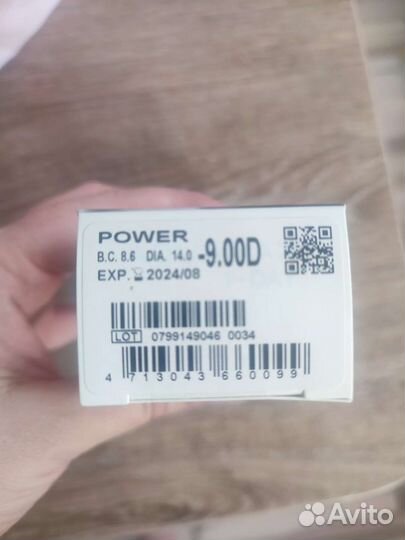 POWER
B.C. 8.6 DIA. 14.0 -9.00D
EXP. 2024/08
LOT 0799149046 0034
4 713043 660099
Avito